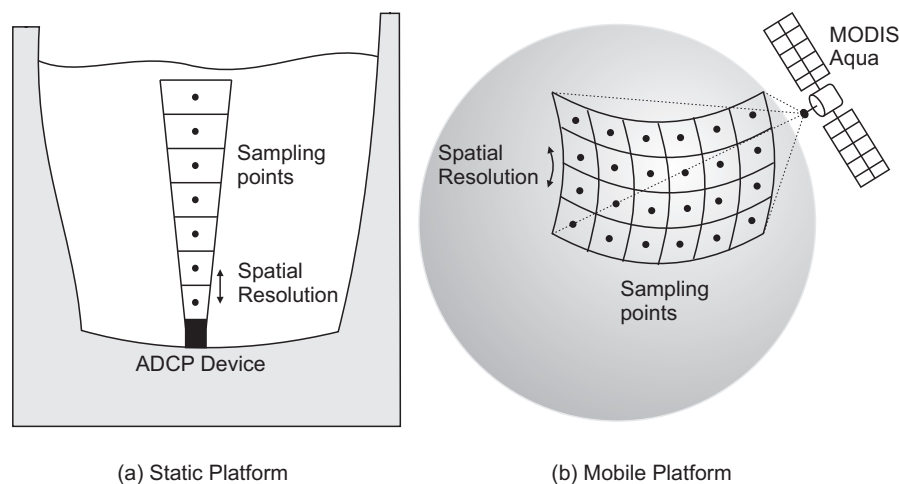 Sampling
points
Spatial
Resolution
ADCP Device
(a) Static Platform
MODIS
Aqua
Spatial
Resolution
Sampling
points
(b) Mobile Platform